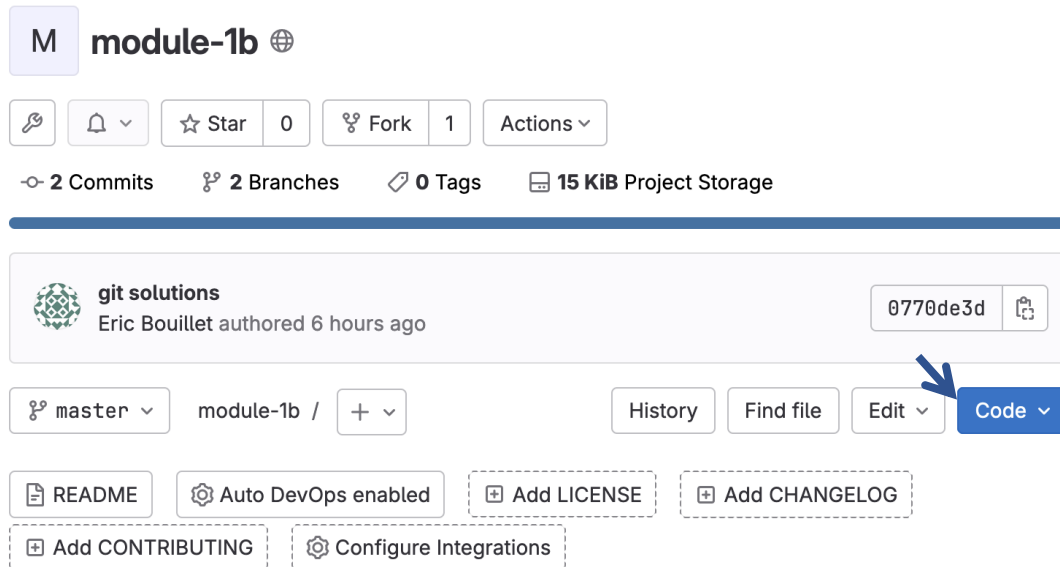 M module-1b
Star 0 Fork 1 Actions
2 Commits 2 Branches 0 Tags 15 KiB Project Storage
git solutions
Eric Bouillet authored 6 hours ago
0770de3d
master module-1b / + History Find file Edit Code
README Auto DevOps enabled Add LICENSE Add CHANGELOG
Add CONTRIBUTING Configure Integrations